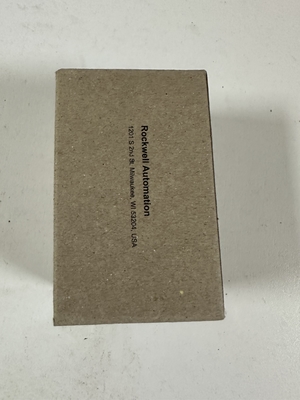 Rockwell Automation
1201 S 2nd St. Milwaukee, WI 53204, USA